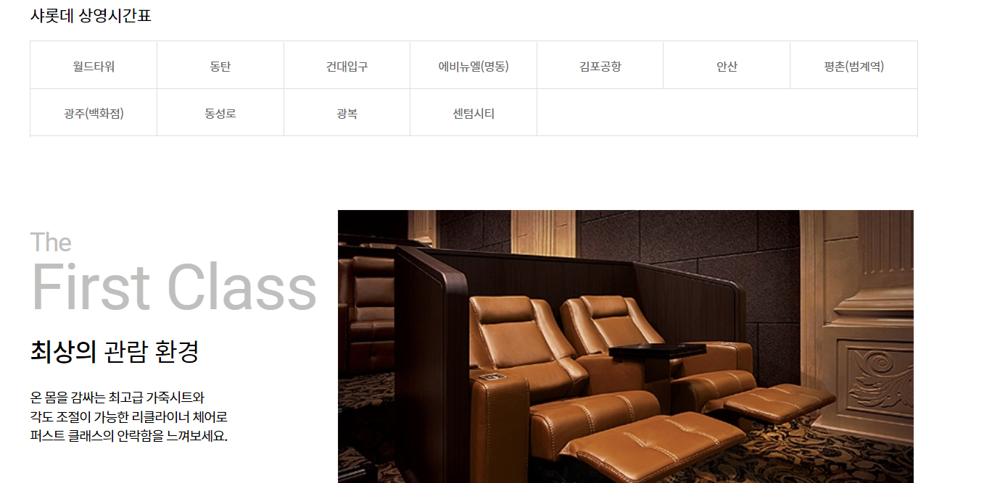 샤롯데 상영시간표
월드타워 동탄 건대입구 에비뉴엘(명동) 김포공항 안산 평촌(범계역)
광주(백화점) 동성로 광복 센텀시티
The
First Class
최상의 관람 환경
온 몸을 감싸는 최고급 가죽시트와
각도 조절이 가능한 리클라이너 체어로
퍼스트 클래스의 안락함을 느껴보세요.